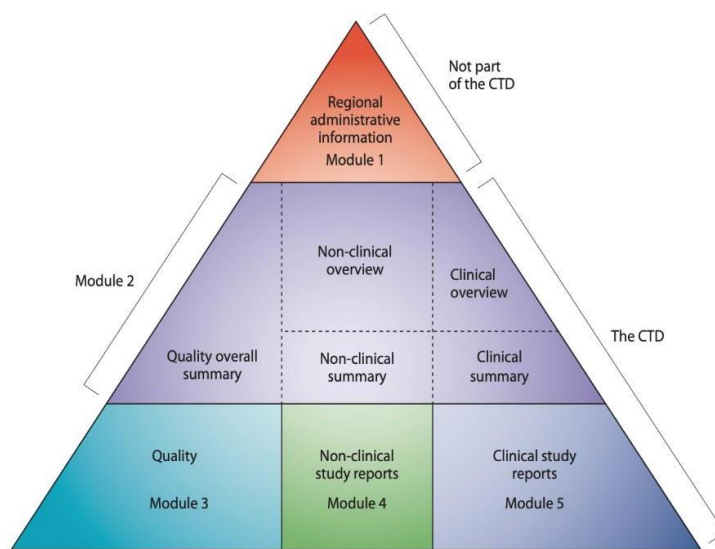 Not part
of the CTD
Regional
administrative
information
Module 1
Module 2
Non-clinical
overview
Clinical
overview
The CTD
Quality overall
summary
Non-clinical
summary
Clinical
summary
Quality
Module 3
Non-clinical
study reports
Module 4
Clinical study
reports
Module 5